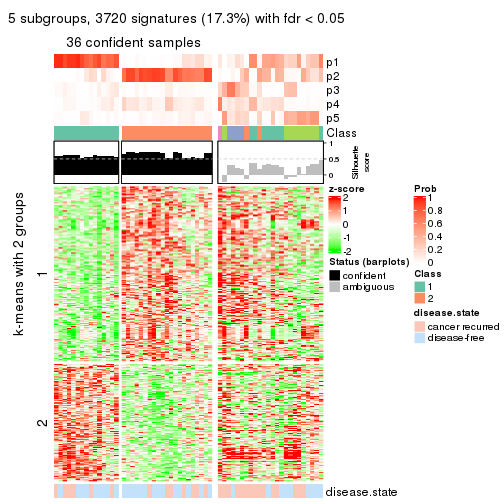 5 subgroups, 3720 signatures (17.3%) with fdr < 0.05
36 confident samples
p1
p2
p3
p4
p5
Class
1
0.5
0
Silhouette
score
k-means with 2 groups
1
2
z-score
2
1
0
-1
-2
Status (barplots)
confident
ambiguous
Prob
1
0.8
0.6
0.4
0.2
0
Class
1
2
disease.state
cancer recurred
disease-free
disease.state